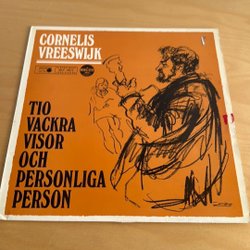 CORNELIS
VREESWIJK
TIO
VACKRA
VISOR
OCH
PERSONLIGA
PERSON